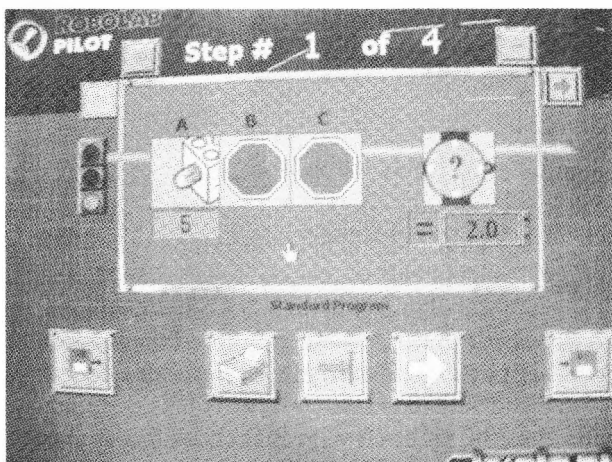 ROBOLAB
PILOT
Step # 1 of 4
A B C
?
5
= 2.0
Standard Program